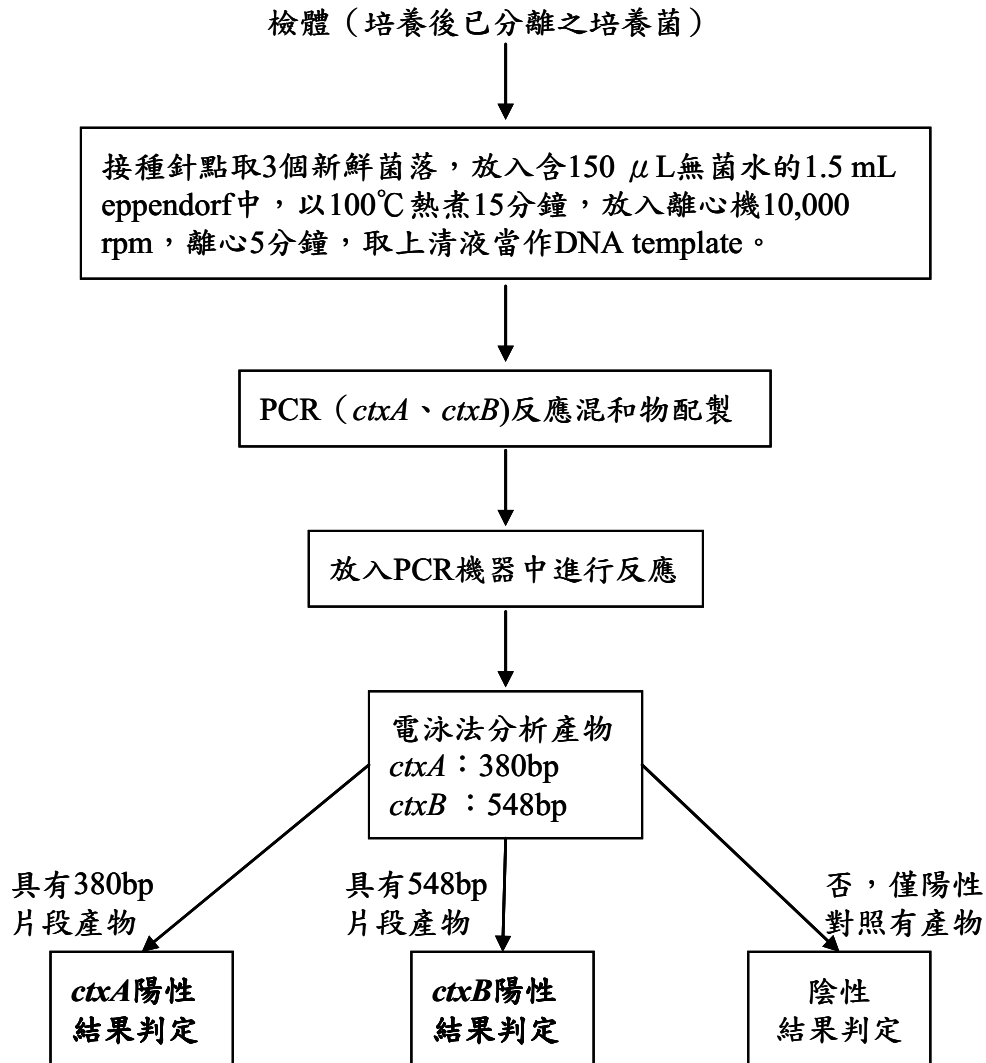 檢體（培養後已分離之培養菌）
接種針點取3個新鮮菌落，放入含150 μL無菌水的1.5 mL
eppendorf中，以100℃熱煮15分鐘，放入離心機10,000
rpm，離心5分鐘，取上清液當作DNA template。
PCR（ctxA、ctxB)反應混和物配製
放入PCR機器中進行反應
電泳法分析產物
ctxA：380bp
ctxB ：548bp
具有380bp
片段產物
具有548bp
片段產物
否，僅陽性
對照有產物
ctxA陽性
結果判定
ctxB陽性
結果判定
陰性
結果判定